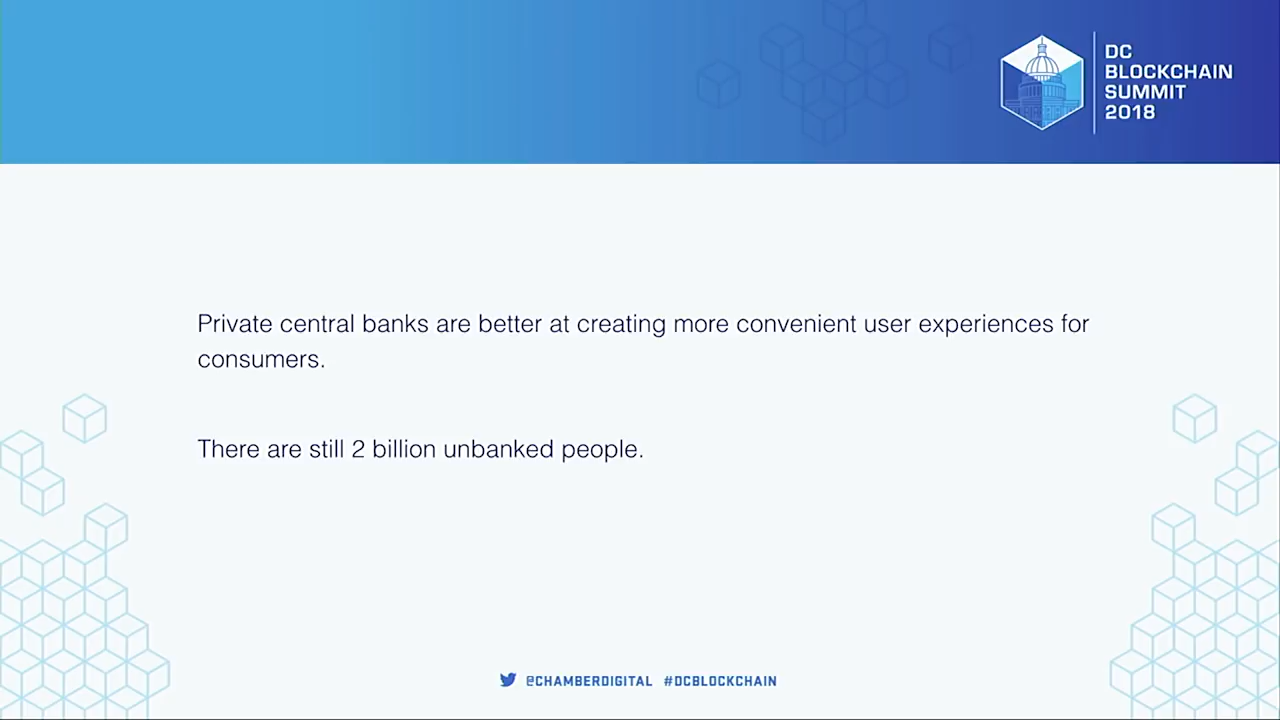 DC
BLOCKCHAIN
SUMMIT
2018
Private central banks are better at creating more convenient user experiences for
consumers.
There are still 2 billion unbanked people.
@CHAMBERDIGITAL #DCBLOCKCHAIN